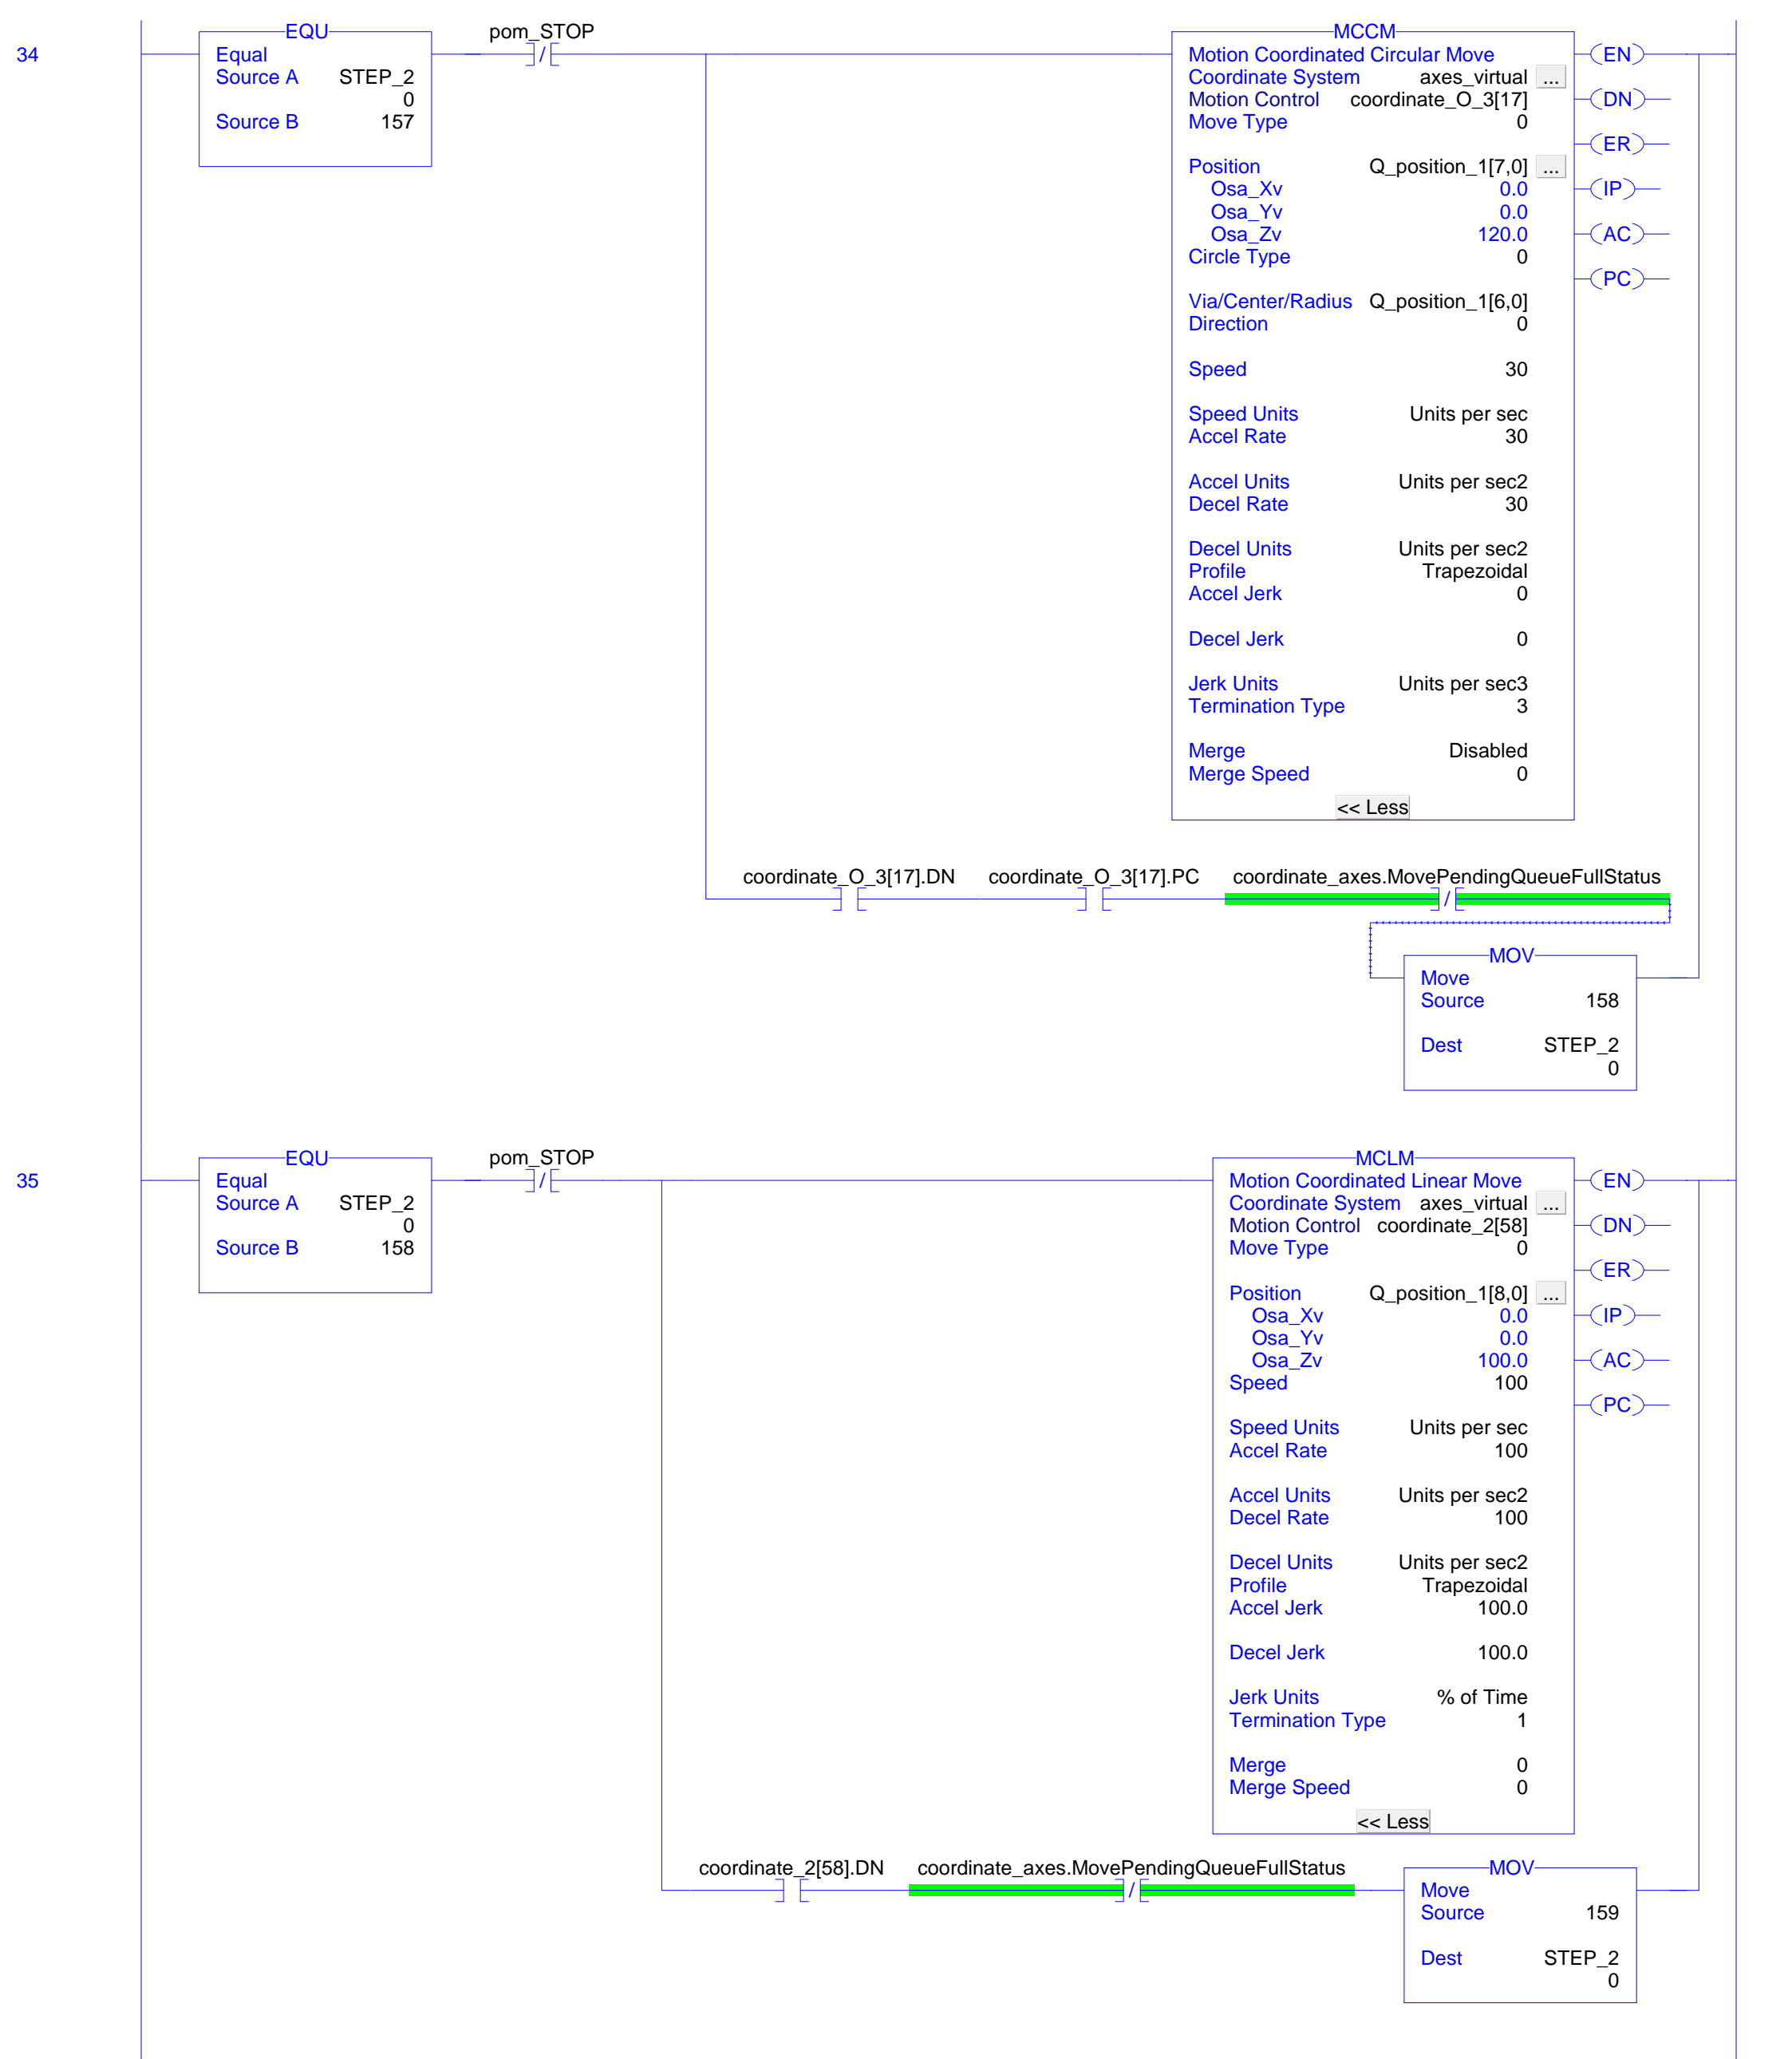 34
EQU
Equal
Source A STEP_2
0
Source B 157
pom_STOP
MCCM
Motion Coordinated Circular Move
Coordinate System axes_virtual ...
Motion Control coordinate_O_3[17]
Move Type 0
Position Q_position_1[7,0] ...
Osa_Xv 0.0
Osa_Yv 0.0
Osa_Zv 120.0
Circle Type 0
Via/Center/Radius Q_position_1[6,0]
Direction 0
Speed 30
Speed Units Units per sec
Accel Rate 30
Accel Units Units per sec2
Decel Rate 30
Decel Units Units per sec2
Profile Trapezoidal
Accel Jerk 0
Decel Jerk 0
Jerk Units Units per sec3
Termination Type 3
Merge Disabled
Merge Speed 0
<< Less
EN
DN
ER
IP
AC
PC
coordinate_O_3[17].DN coordinate_O_3[17].PC coordinate_axes.MovePendingQueueFullStatus
MOV
Move
Source 158
Dest STEP_2
0
35
EQU
Equal
Source A STEP_2
0
Source B 158
pom_STOP
MCLM
Motion Coordinated Linear Move
Coordinate System axes_virtual ...
Motion Control coordinate_2[58]
Move Type 0
Position Q_position_1[8,0] ...
Osa_Xv 0.0
Osa_Yv 0.0
Osa_Zv 100.0
Speed 100
Speed Units Units per sec
Accel Rate 100
Accel Units Units per sec2
Decel Rate 100
Decel Units Units per sec2
Profile Trapezoidal
Accel Jerk 100.0
Decel Jerk 100.0
Jerk Units % of Time
Termination Type 1
Merge 0
Merge Speed 0
<< Less
EN
DN
ER
IP
AC
PC
coordinate_2[58].DN coordinate_axes.MovePendingQueueFullStatus
MOV
Move
Source 159
Dest STEP_2
0